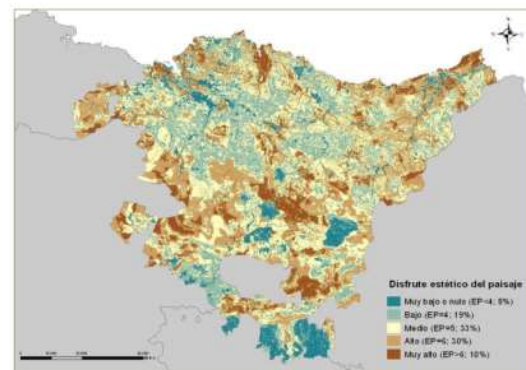 Disfrute estético del paisaje
Muy bajo o nulo (EP<4; 8%)
Bajo (EP=4; 19%)
Medio (EP=5; 33%)
Alto (EP=6; 30%)
Muy alto (EP>6; 10%)